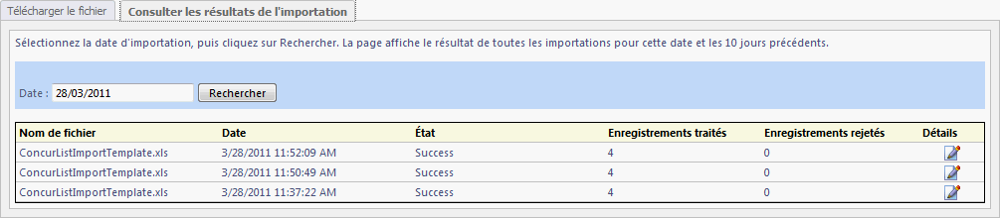 Télécharger le fichier Consulter les résultats de l'importation
Sélectionnez la date d'importation, puis cliquez sur Rechercher. La page affiche le résultat de toutes les importations pour cette date et les 10 jours précédents.
Date : 28/03/2011 Rechercher
Nom de fichier Date État Enregistrements traités Enregistrements rejetés Détails
ConcurListImportTemplate.xls 3/28/2011 11:52:09 AM Success 4 0
ConcurListImportTemplate.xls 3/28/2011 11:50:49 AM Success 4 0
ConcurListImportTemplate.xls 3/28/2011 11:37:22 AM Success 4 0